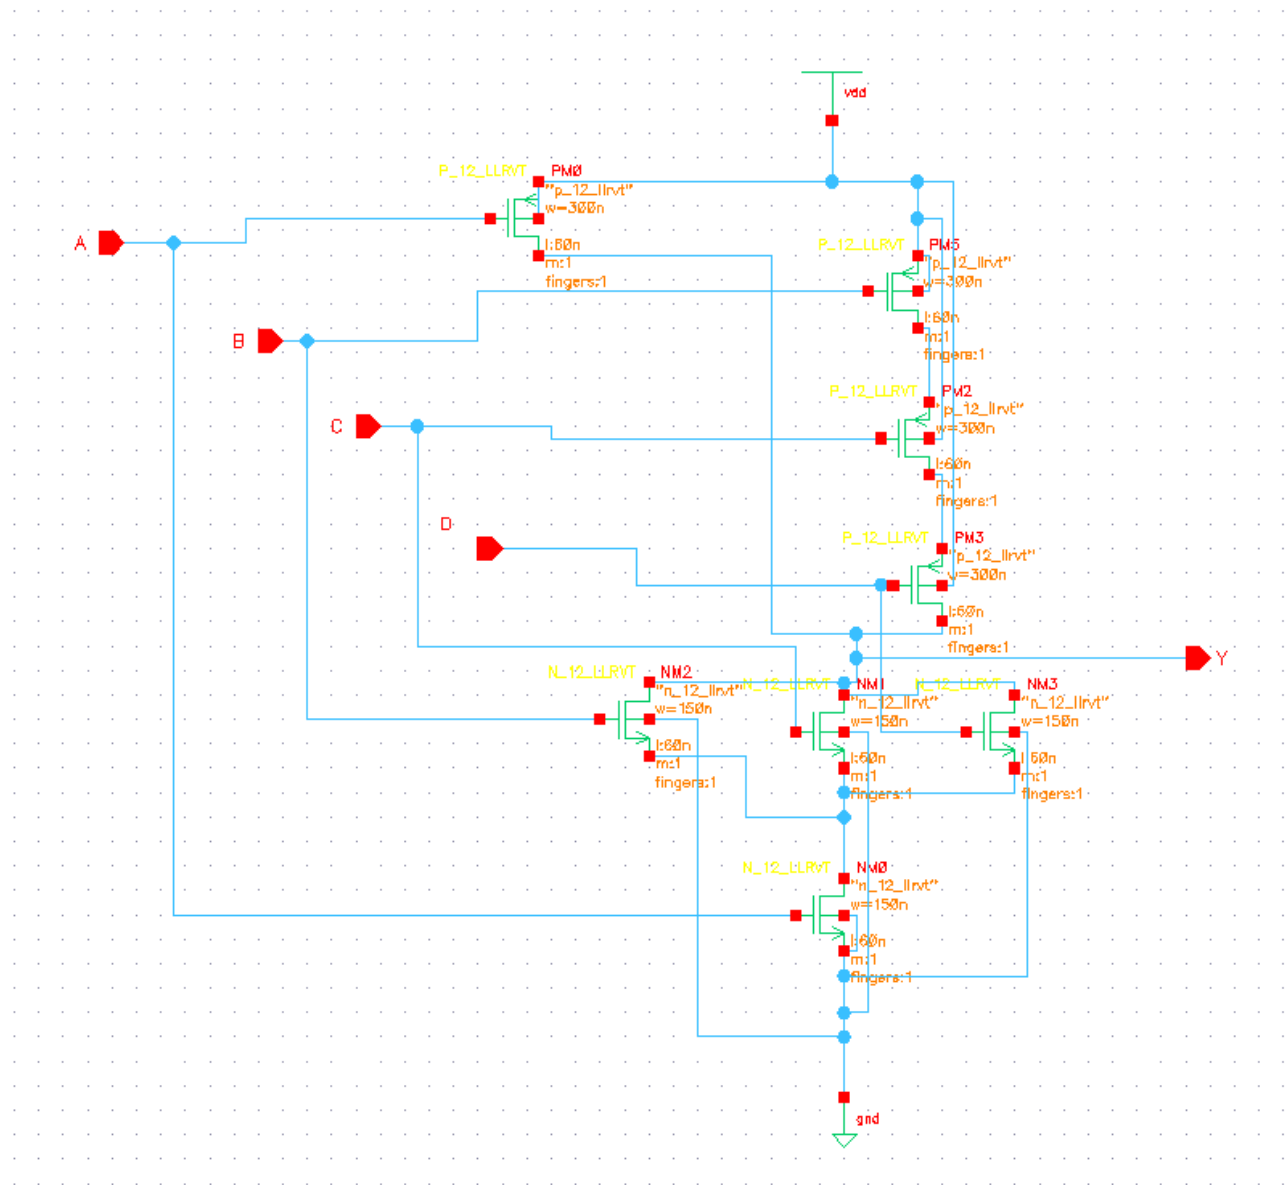 vdd
P_12_LLRVT PM0
"p_12_llrvt"
w=300n
l:60n
m:1
fingers:1
A
P_12_LLRVT PM5
"p_12_llrvt"
w=300n
l:60n
m:1
fingers:1
B
P_12_LLRVT PM2
"p_12_llrvt"
w=300n
l:60n
m:1
fingers:1
C
D
P_12_LLRVT PM3
"p_12_llrvt"
w=300n
l:60n
m:1
fingers:1
Y
N_12_LLRVT NM2
"n_12_llrvt"
w=150n
l:60n
m:1
fingers:1
N_12_LLRVT NM1
"n_12_llrvt"
w=150n
l:60n
m:1
fingers:1
N_12_LLRVT NM3
"n_12_llrvt"
w=150n
l:60n
m:1
fingers:1
N_12_LLRVT NM0
"n_12_llrvt"
w=150n
l:60n
m:1
fingers:1
gnd